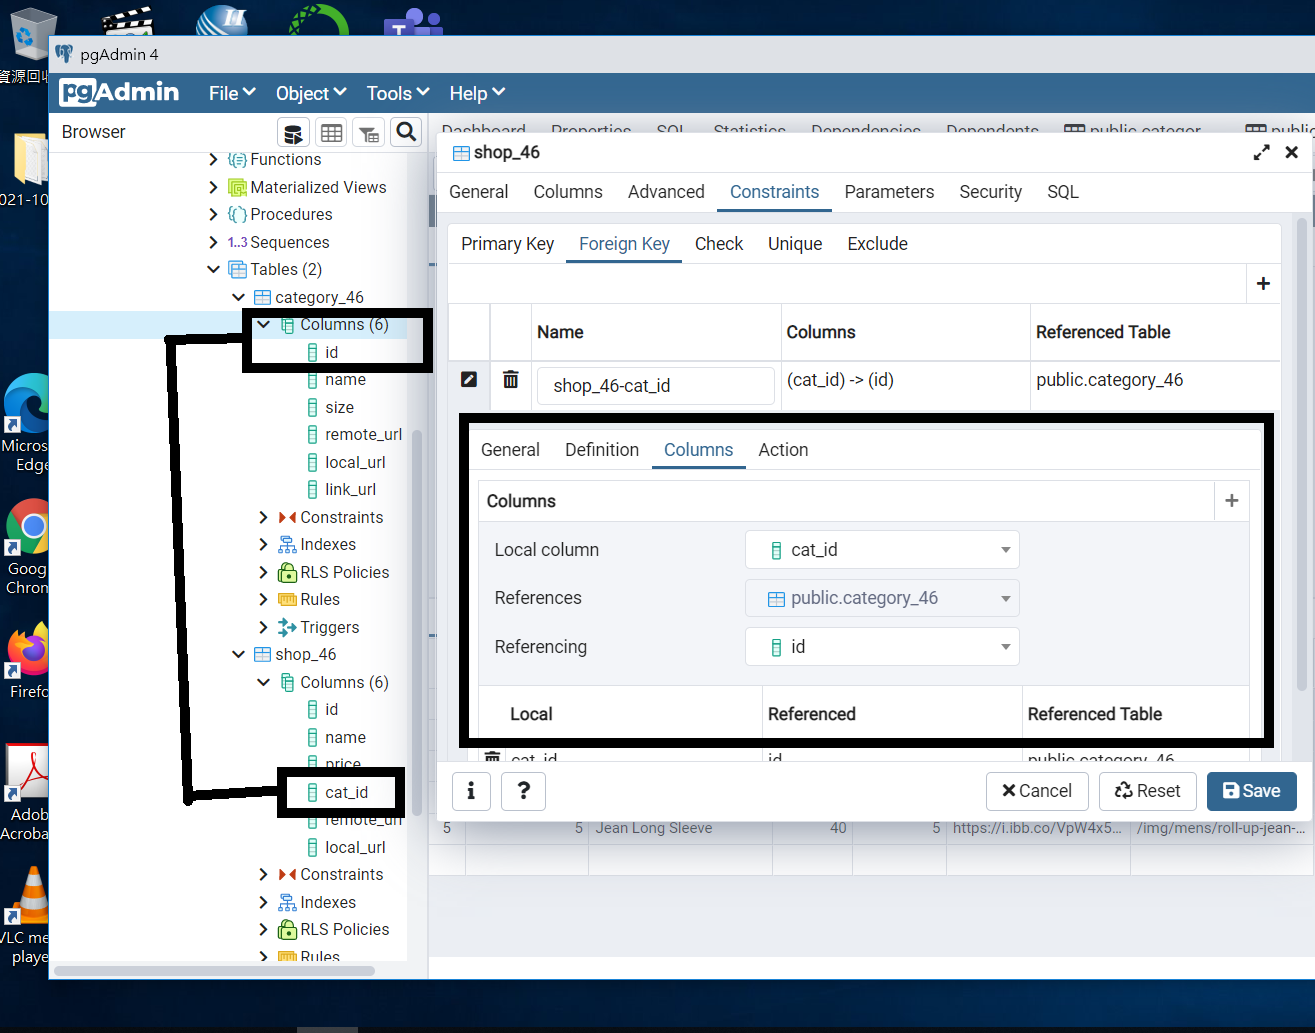 資源回收
021-10
Micros
Edge
Goog
Chrom
Firefo
Adob
Acroba
VLC me
playe
pgAdmin 4
pgAdmin
File
Object
Tools
Help
Browser
Functions
Materialized Views
Procedures
1..3 Sequences
Tables (2)
category_46
Columns (6)
id
name
size
remote_url
local_url
link_url
Constraints
Indexes
RLS Policies
Rules
Triggers
shop_46
Columns (6)
id
name
price
cat_id
remote_url
local_url
Constraints
Indexes
RLS Policies
Rules
Dashboard Properties SQL Statistics Dependencies Dependents public.categor public
shop_46
General Columns Advanced Constraints Parameters Security SQL
Primary Key Foreign Key Check Unique Exclude
+
Name Columns Referenced Table
shop_46-cat_id (cat_id) -> (id) public.category_46
General Definition Columns Action
Columns +
Local column cat_id
References public.category_46
Referencing id
Local Referenced Referenced Table
cat_id id public.category_46
i ? Cancel Reset Save
5 5 Jean Long Sleeve 40 5 https://i.ibb.co/VpW4x5... /img/mens/roll-up-jean-...